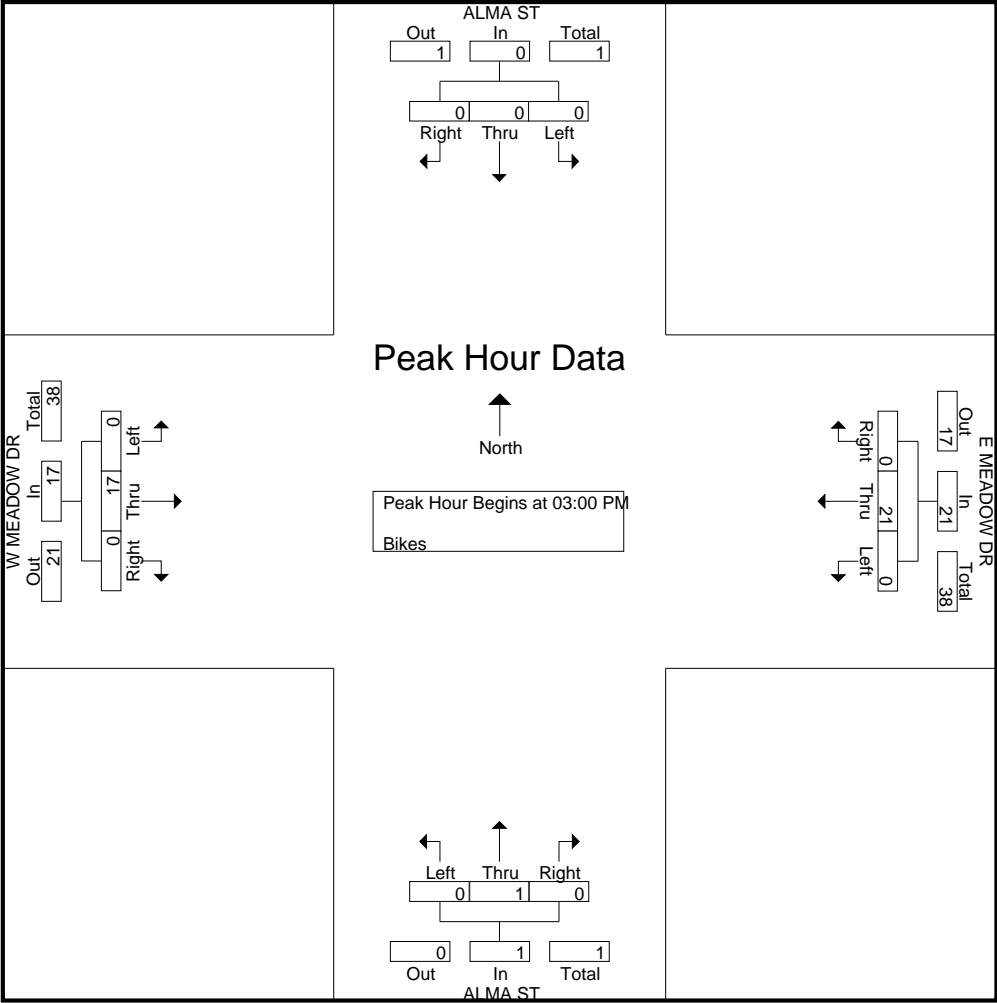 ALMA ST
Out In Total
1 0 1
0 0 0
Right Thru Left
Peak Hour Data
North
Peak Hour Begins at 03:00 PM
Bikes
W MEADOW DR
Out In Total
21 17 38
0 17 0
Left Thru Right
E MEADOW DR
Out In Total
17 21 38
0 21 0
Right Thru Left
Left Thru Right
0 1 0
0 1 1
Out In Total
ALMA ST